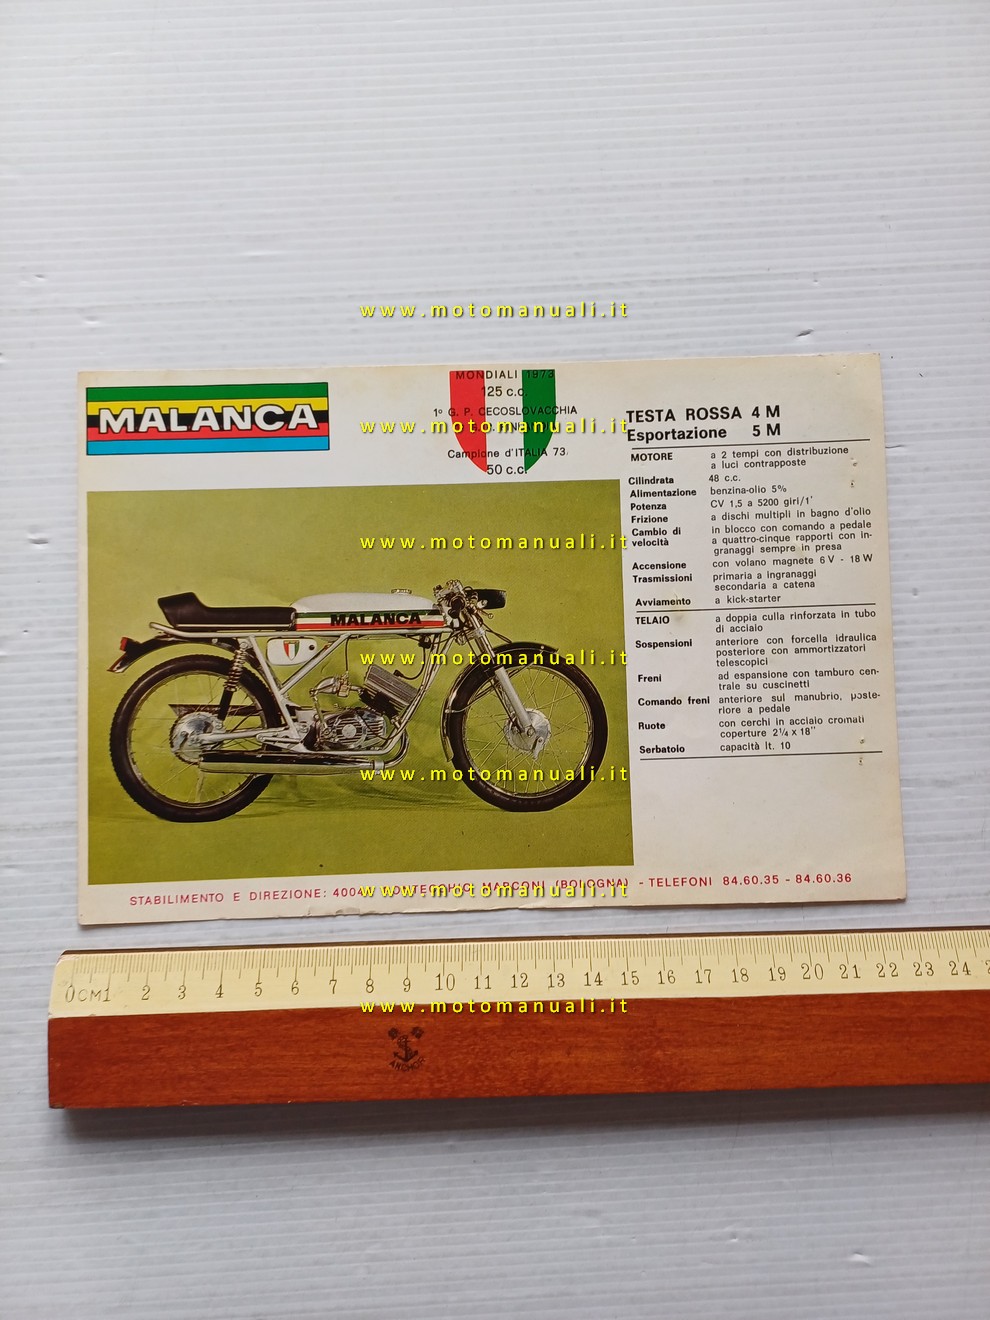 www.motomanuali.it
MALANCA
MONDIALI 1973
125 c.c.
1º G. P. CECOSLOVACCHIA
www.motomanuali.it
Campione d'ITALIA 73
50 c.c.
TESTA ROSSA 4 M
Esportazione 5 M
MOTORE a 2 tempi con distribuzione
a luci contrapposte
Cilindrata 48 c.c.
Alimentazione benzina-olio 5%
Potenza CV 1,5 a 5200 giri/1'
Frizione a dischi multipli in bagno d'olio
Cambio di velocità in blocco con comando a pedale
a quattro-cinque rapporti con in-
granaggi sempre in presa
Accensione con volano magnete 6 V - 18 W
Trasmissioni primaria a ingranaggi
secondaria a catena
Avviamento a kick-starter
TELAIO a doppia culla rinforzata in tubo
di acciaio
Sospensioni anteriore con forcella idraulica
posteriore con ammortizzatori
telescopici
Freni ad espansione con tamburo cen-
trale su cuscinetti
Comando freni anteriore sul manubrio, poste-
riore a pedale
Ruote con cerchi in acciaio cromati
coperture 2¼ x 18"
Serbatoio capacità lt. 10
www.motomanuali.it
MALANCA
www.motomanuali.it
www.motomanuali.it
STABILIMENTO E DIREZIONE: MARCONI (BOLOGNA) - TELEFONI 84.60.35 - 84.60.36
www.motomanuali.it
0CM1 2 3 4 5 6 7 8 9 10 11 12 13 14 15 16 17 18 19 20 21 22 23 24 2
www.motomanuali.it
ANCHOR